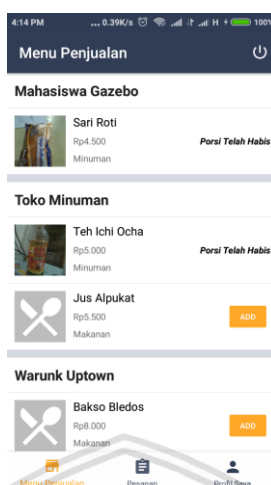 4:14 PM ... 0.39K/s H 100%
Menu Penjualan
Mahasiswa Gazebo
Sari Roti
Rp4.500
Porsi Telah Habis
Minuman
Toko Minuman
Teh Ichi Ocha
Rp5.000
Porsi Telah Habis
Minuman
Jus Alpukat
Rp5.500
ADD
Makanan
Warunk Uptown
Bakso Bledos
Rp8.000
ADD
Makanan
Menu Penjualan
Pesanan
Profil Saya